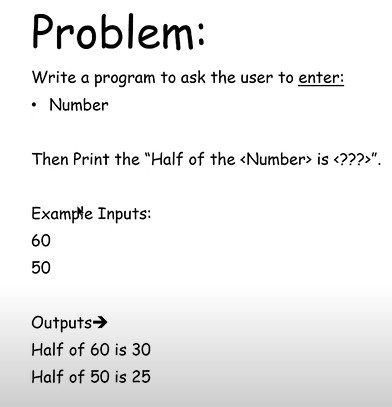 Problem:
Write a program to ask the user to enter:
• Number
Then Print the “Half of the <Number> is <???>”.
Example Inputs:
60
50
Outputs➔
Half of 60 is 30
Half of 50 is 25